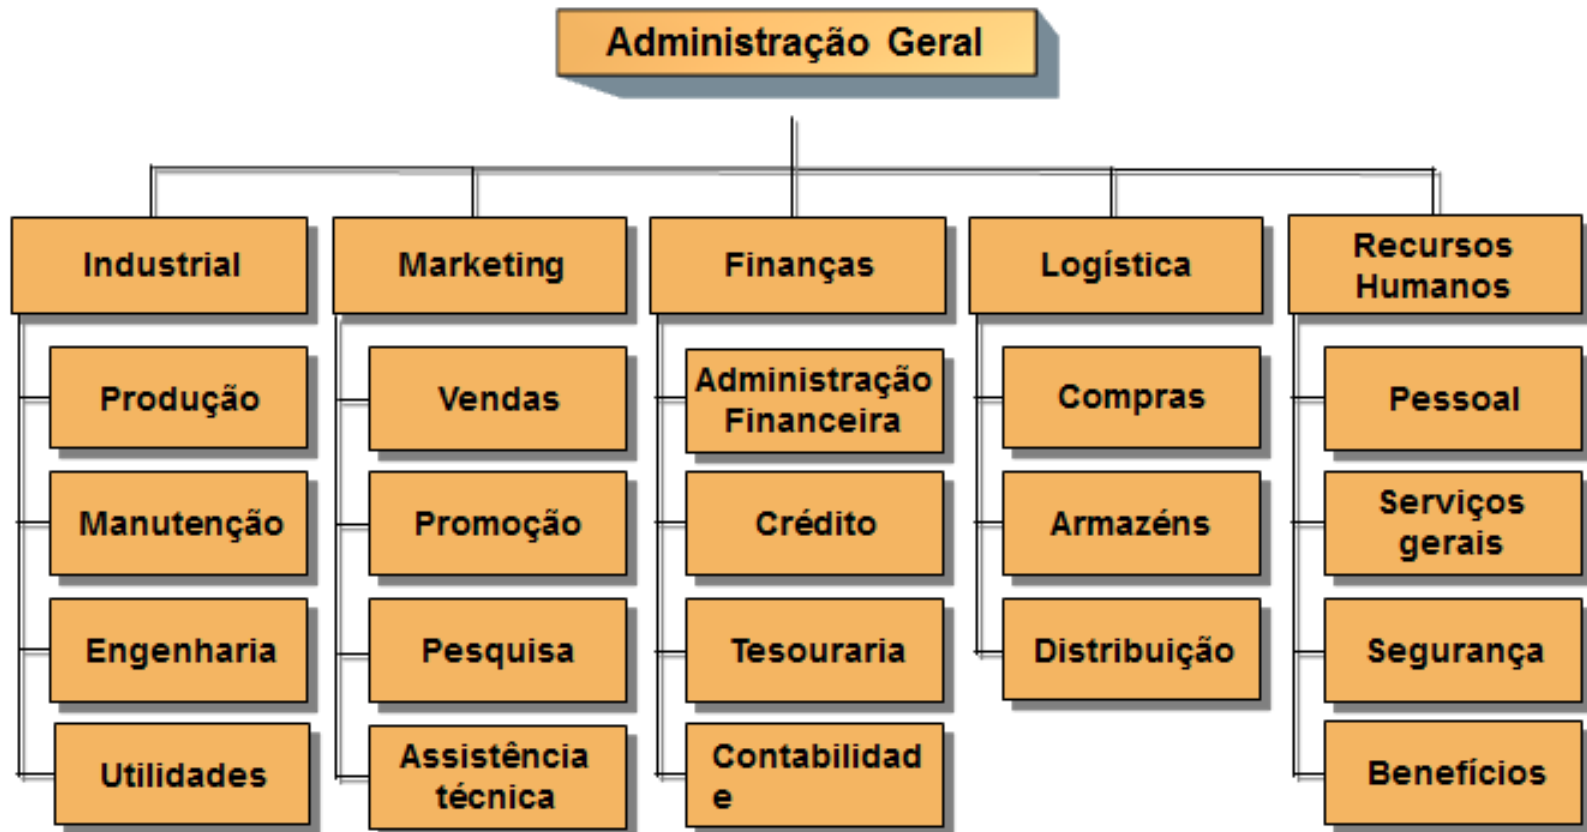 Administração Geral
Industrial
Marketing
Finanças
Logística
Recursos
Humanos
Produção
Vendas
Administração
Financeira
Compras
Pessoal
Manutenção
Promoção
Crédito
Armazéns
Serviços
gerais
Engenharia
Pesquisa
Tesouraria
Distribuição
Segurança
Utilidades
Assistência
técnica
Contabilidad
e
Benefícios